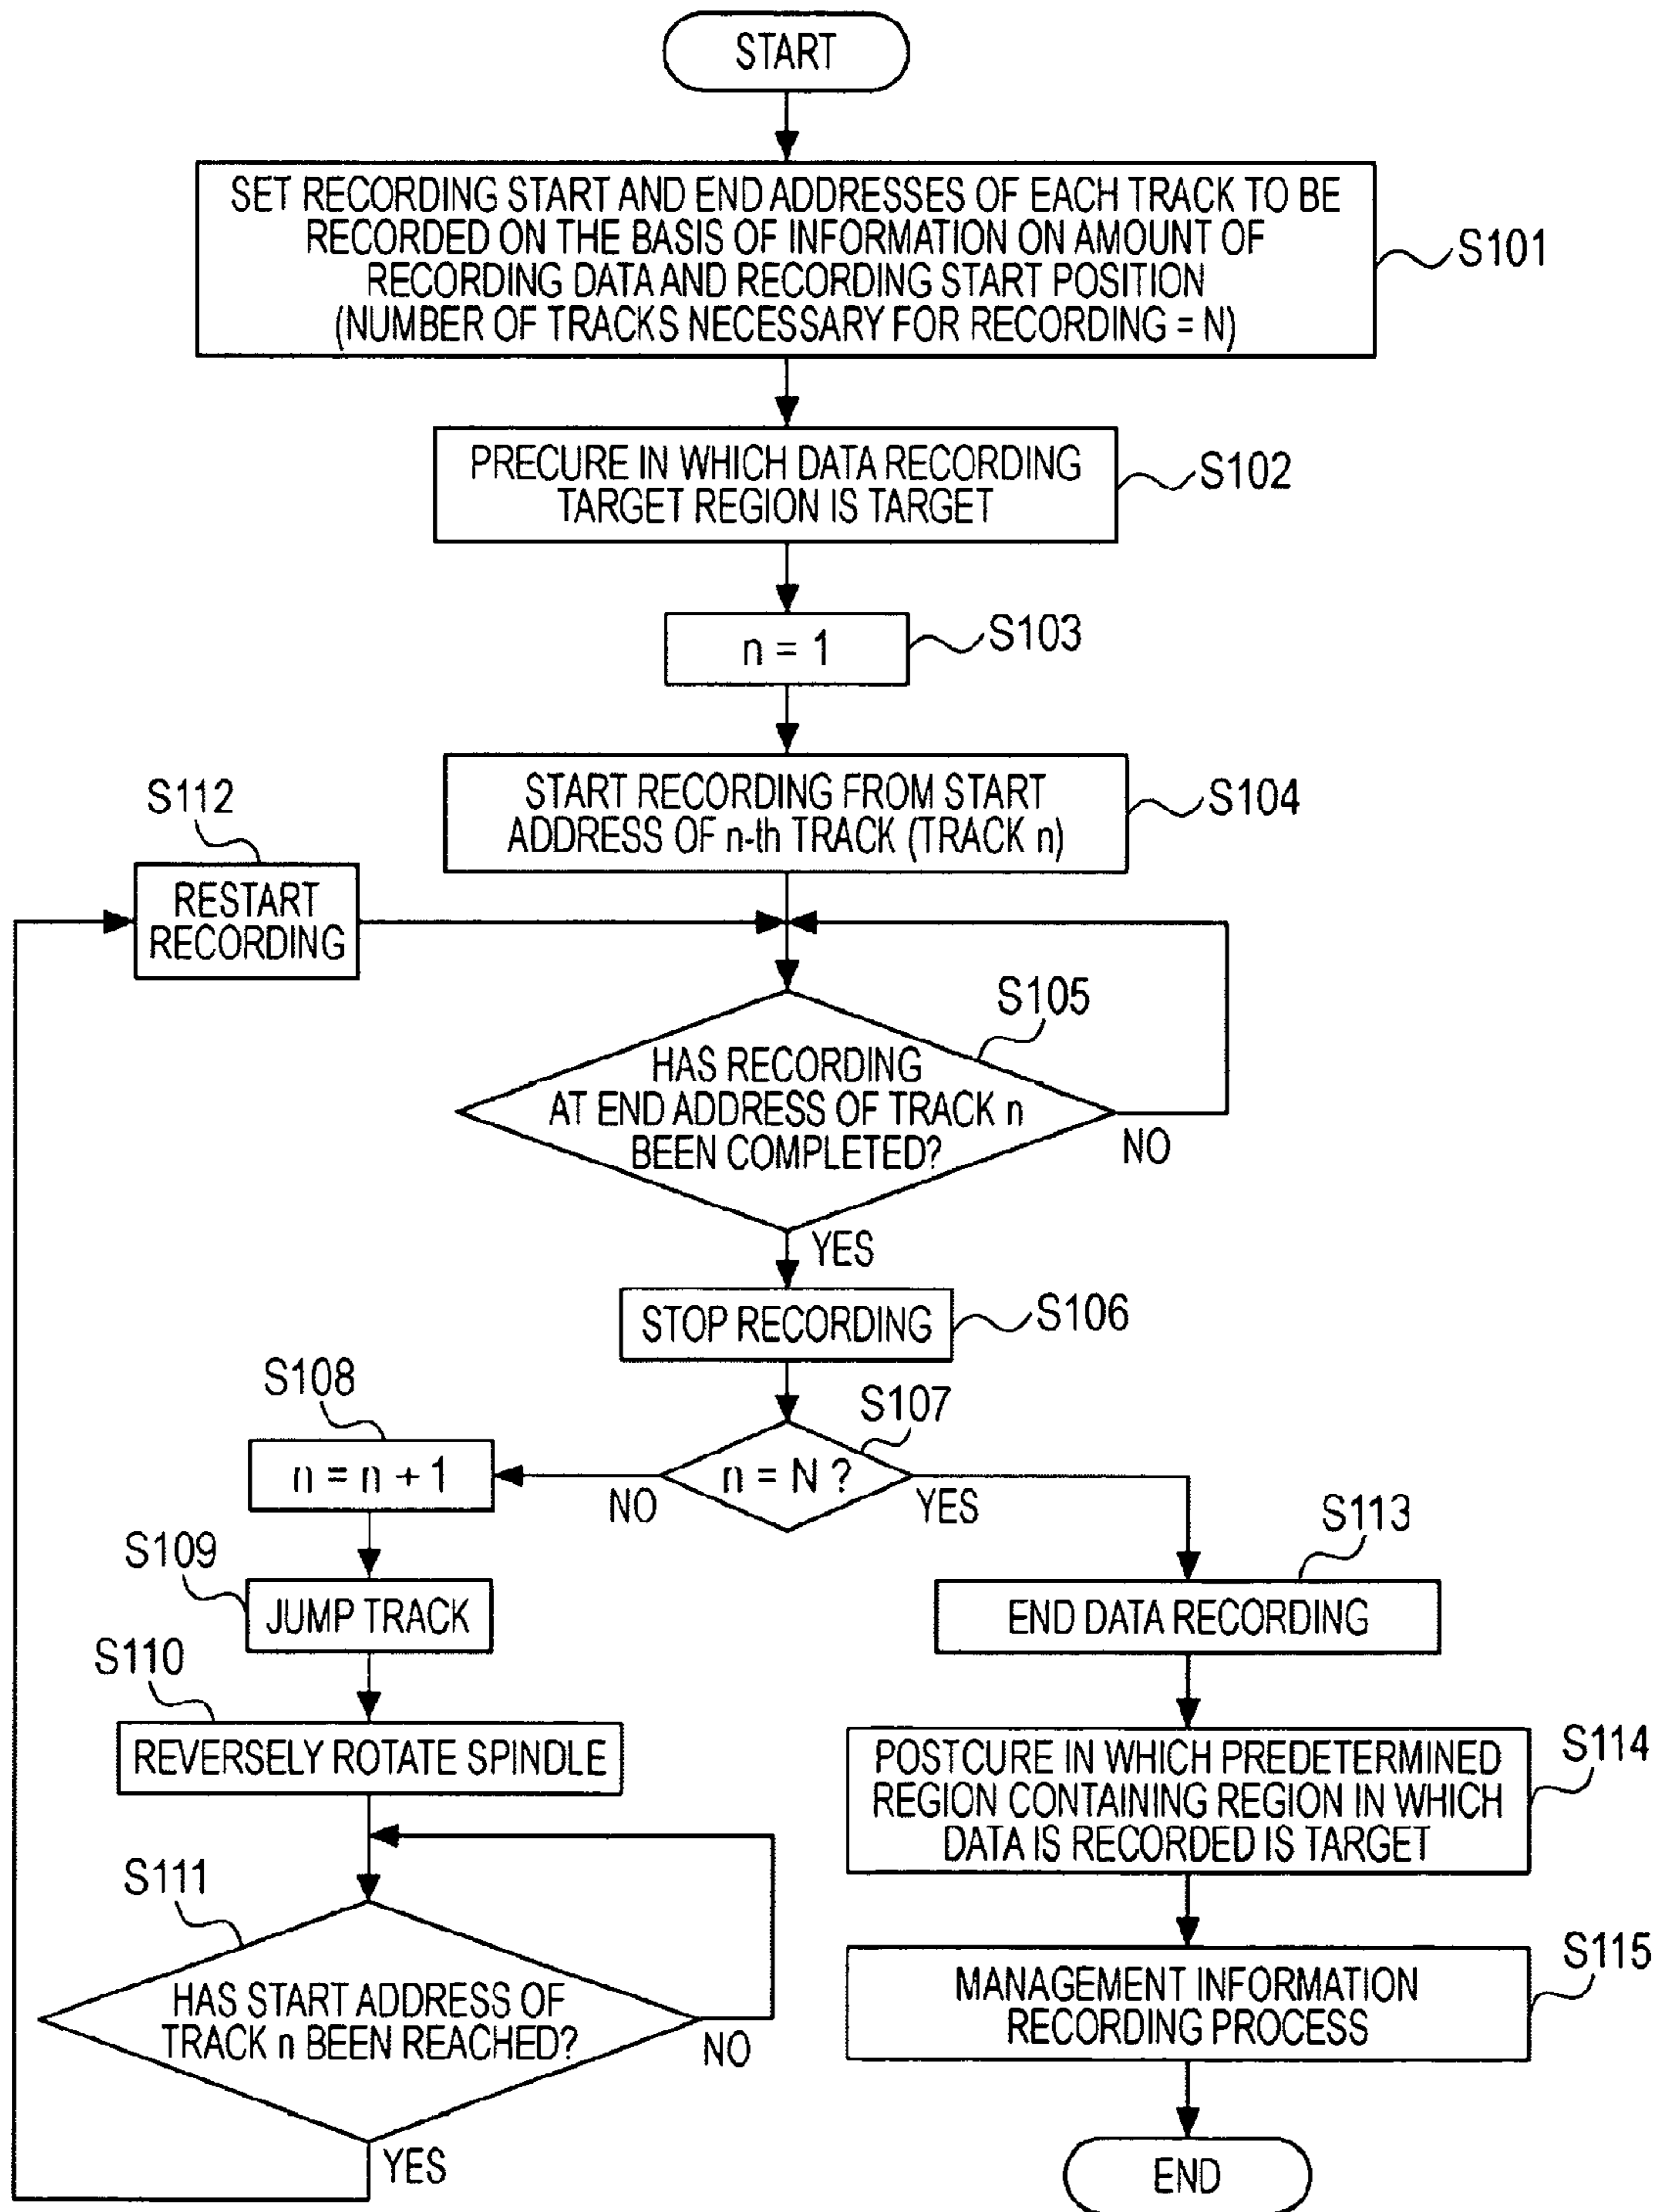 START
SET RECORDING START AND END ADDRESSES OF EACH TRACK TO BE
RECORDED ON THE BASIS OF INFORMATION ON AMOUNT OF
RECORDING DATA AND RECORDING START POSITION
(NUMBER OF TRACKS NECESSARY FOR RECORDING = N)
S101
PRECURE IN WHICH DATA RECORDING
TARGET REGION IS TARGET
S102
n = 1
S103
START RECORDING FROM START
ADDRESS OF n-th TRACK (TRACK n)
S104
S112
RESTART
RECORDING
S105
HAS RECORDING
AT END ADDRESS OF TRACK n
BEEN COMPLETED?
NO
YES
STOP RECORDING
S106
S107
n = N ?
NO
YES
S108
n = n + 1
S109
JUMP TRACK
S110
REVERSELY ROTATE SPINDLE
S111
HAS START ADDRESS OF
TRACK n BEEN REACHED?
NO
YES
S113
END DATA RECORDING
S114
POSTCURE IN WHICH PREDETERMINED
REGION CONTAINING REGION IN WHICH
DATA IS RECORDED IS TARGET
S115
MANAGEMENT INFORMATION
RECORDING PROCESS
END